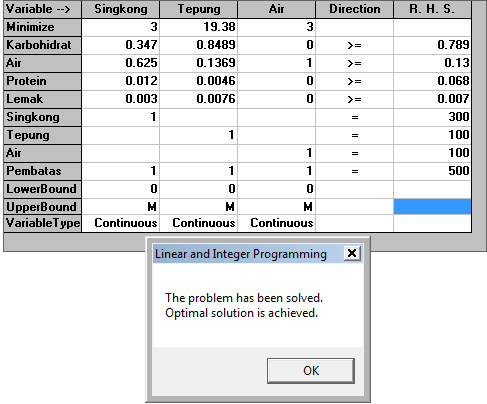 Variable --> Singkong Tepung Air Direction R. H. S.
Minimize 3 19.38 3
Karbohidrat 0.347 0.8489 0 >= 0.789
Air 0.625 0.1369 1 >= 0.13
Protein 0.012 0.0046 0 >= 0.068
Lemak 0.003 0.0076 0 >= 0.007
Singkong 1 = 300
Tepung 1 = 100
Air 1 = 100
Pembatas 1 1 1 = 500
LowerBound 0 0 0
UpperBound M M M
VariableType Continuous Continuous Continuous
Linear and Integer Programming
The problem has been solved.
Optimal solution is achieved.
OK